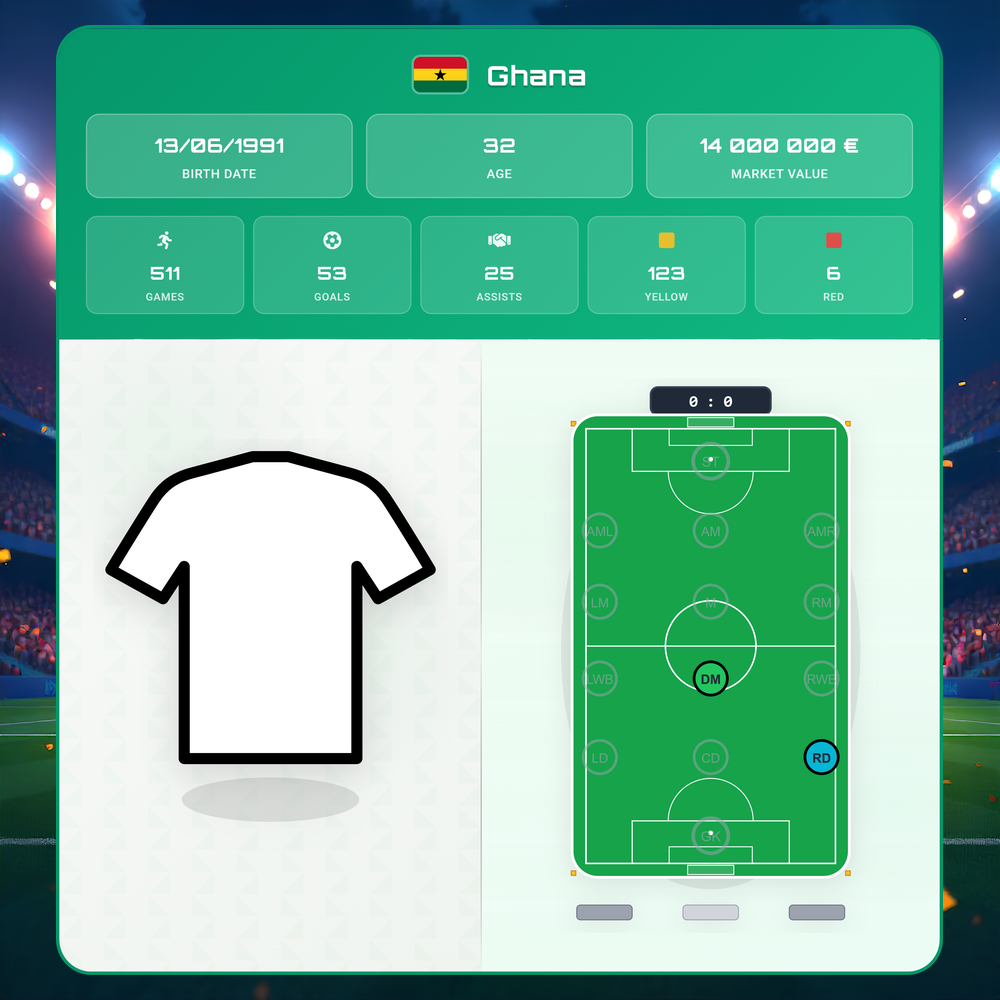 Ghana
13/06/1991
BIRTH DATE
32
AGE
14 000 000 €
MARKET VALUE
511
GAMES
53
GOALS
25
ASSISTS
123
YELLOW
6
RED
0 : 0
ST
AML
AM
AMR
LM
M
RM
LWB
DM
RWB
LD
CD
RD
GK